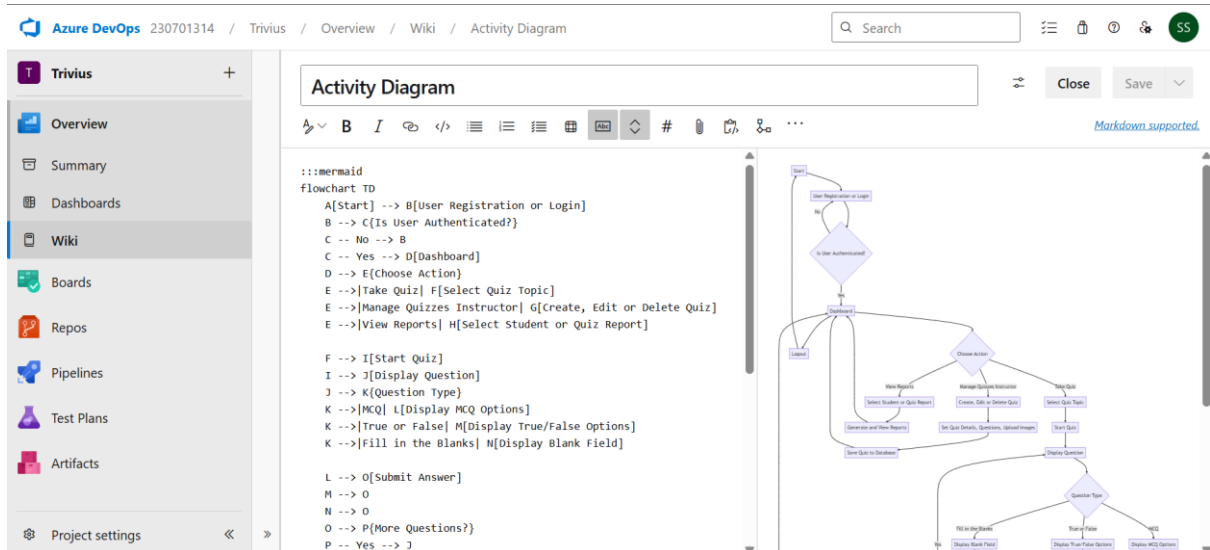 Azure DevOps 230701314 / Trivius / Overview / Wiki / Activity Diagram
Search
SS
T Trivius +
Overview
Summary
Dashboards
Wiki
Boards
Repos
Pipelines
Test Plans
Artifacts
Project settings
Activity Diagram
Close
Save
B I </> Abc # ...
Markdown supported.
:::mermaid
flowchart TD
A[Start] --> B[User Registration or Login]
B --> C{Is User Authenticated?}
C -- No --> B
C -- Yes --> D[Dashboard]
D --> E{Choose Action}
E -->|Take Quiz| F[Select Quiz Topic]
E -->|Manage Quizzes Instructor| G[Create, Edit or Delete Quiz]
E -->|View Reports| H[Select Student or Quiz Report]
F --> I[Start Quiz]
I --> J[Display Question]
J --> K{Question Type}
K -->|MCQ| L[Display MCQ Options]
K -->|True or False| M[Display True/False Options]
K -->|Fill in the Blanks| N[Display Blank Field]
L --> O[Submit Answer]
M --> O
N --> O
O --> P{More Questions?}
P -- Yes --> J
Start
User Registration or Login
No
Is User Authenticated?
Yes
Dashboard
Logout
Choose Action
View Reports
Manage Quizzes Instructor
Take Quiz
Select Student or Quiz Report
Create, Edit or Delete Quiz
Select Quiz Topic
Generate and View Reports
Set Quiz Details, Questions, Upload Images
Start Quiz
Save Quiz to Database
Display Question
Question Type
Fill in the Blanks
True or False
MCQ
Yes
Display Blank Field
Display True/False Options
Display MCQ Options